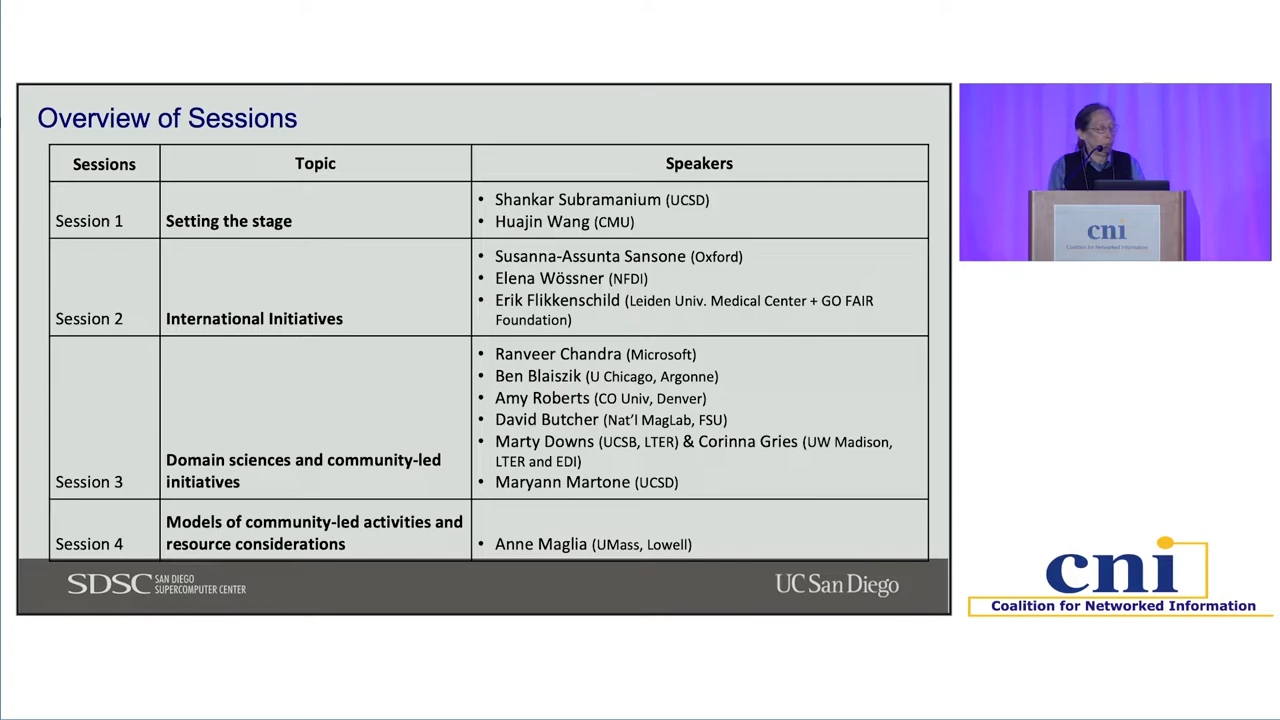 Overview of Sessions
Sessions
Topic
Speakers
Session 1
Setting the stage
• Shankar Subramanium (UCSD)
• Huajin Wang (CMU)
Session 2
International Initiatives
• Susanna-Assunta Sansone (Oxford)
• Elena Wössner (NFDI)
• Erik Flikkenschild (Leiden Univ. Medical Center + GO FAIR
Foundation)
Session 3
Domain sciences and community-led
initiatives
• Ranveer Chandra (Microsoft)
• Ben Blaiszik (U Chicago, Argonne)
• Amy Roberts (CO Univ, Denver)
• David Butcher (Nat'l MagLab, FSU)
• Marty Downs (UCSB, LTER) & Corinna Gries (UW Madison,
LTER and EDI)
• Maryann Martone (UCSD)
Session 4
Models of community-led activities and
resource considerations
• Anne Maglia (UMass, Lowell)
SDSC SAN DIEGO
SUPERCOMPUTER CENTER
UC San Diego
cni
Coalition for Networked Information
cni
Coalition for Networked Information